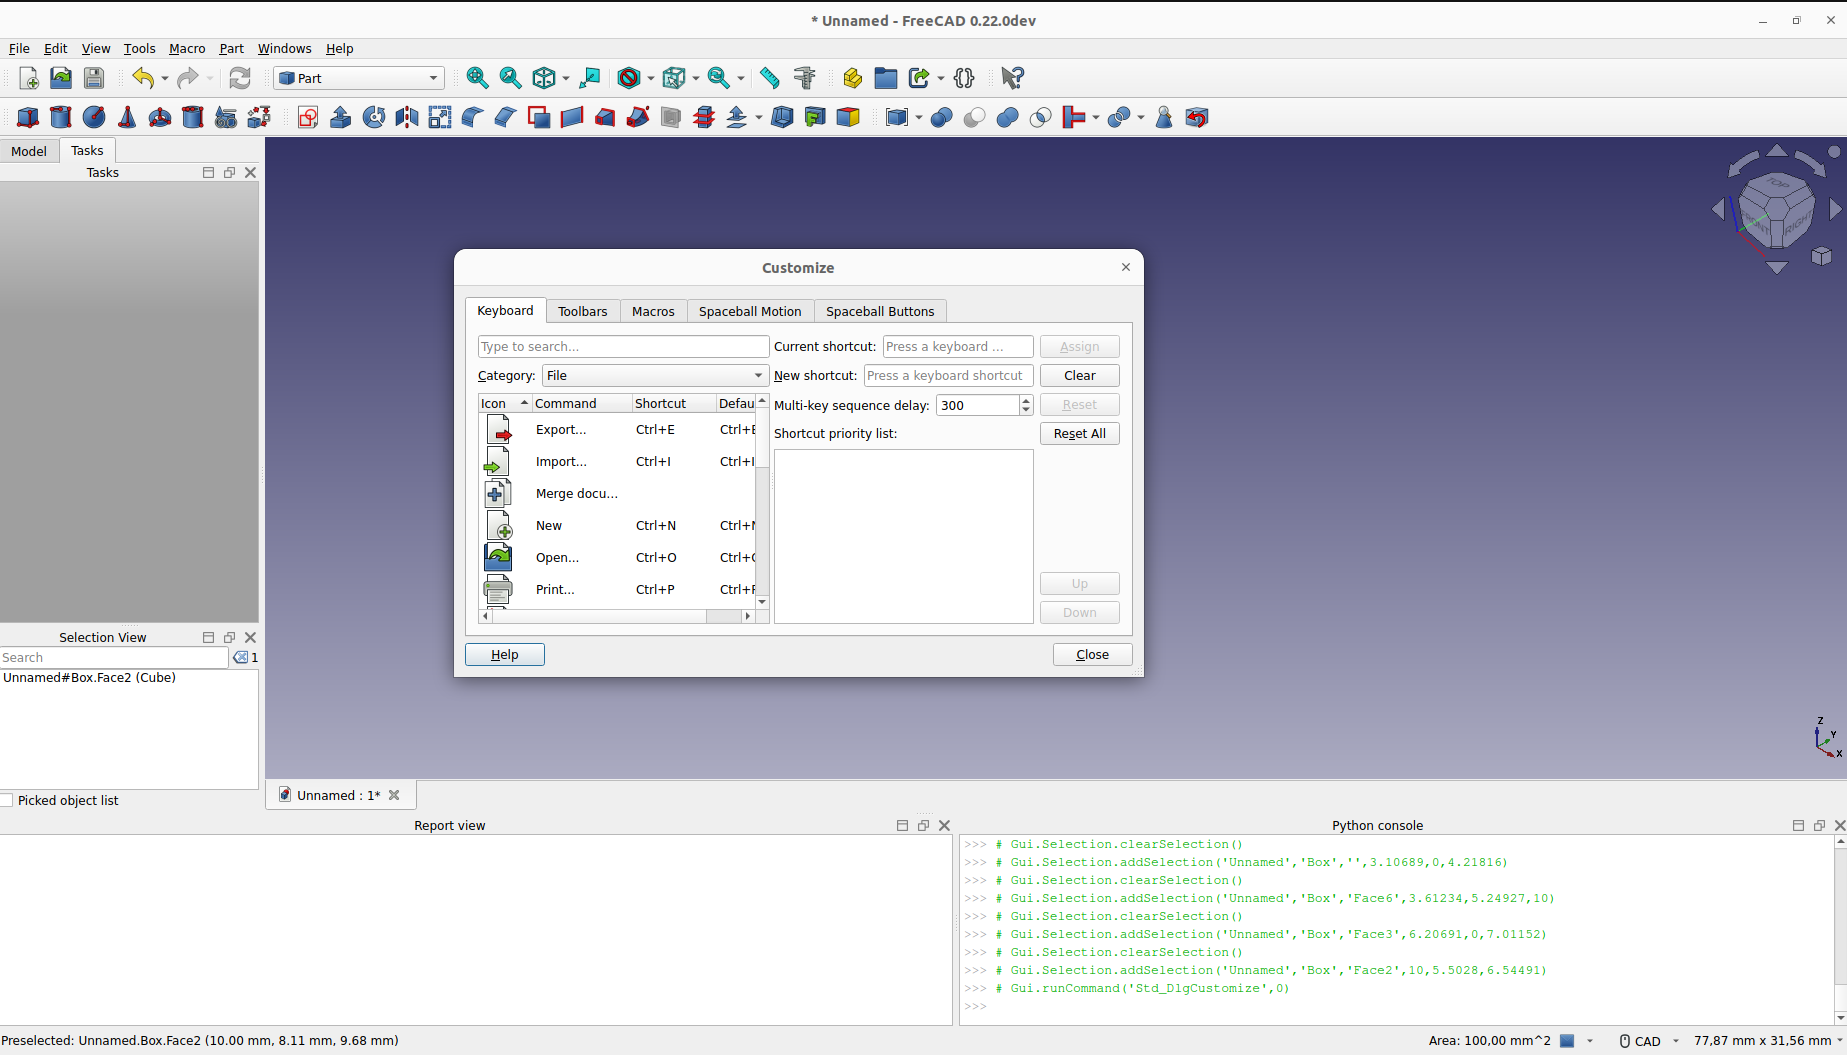 * Unnamed - FreeCAD 0.22.0dev
File Edit View Tools Macro Part Windows Help
Part
Model Tasks
Tasks
TOP
RIGHT
Customize
Keyboard Toolbars Macros Spaceball Motion Spaceball Buttons
Type to search... Current shortcut: Press a keyboard ... Assign
Category: File New shortcut: Press a keyboard shortcut Clear
Icon Command Shortcut Defau Multi-key sequence delay: 300 Reset
Export... Ctrl+E Ctrl+E Shortcut priority list: Reset All
Import... Ctrl+I Ctrl+I
Merge docu...
New Ctrl+N Ctrl+N
Open... Ctrl+O Ctrl+O
Print... Ctrl+P Ctrl+P
Up
Down
Help Close
Selection View
Search 1
Unnamed#Box.Face2 (Cube)
Picked object list
Z
Y
X
Unnamed : 1*
Report view
Python console
>>> # Gui.Selection.clearSelection()
>>> # Gui.Selection.addSelection('Unnamed','Box','',3.10689,0,4.21816)
>>> # Gui.Selection.clearSelection()
>>> # Gui.Selection.addSelection('Unnamed','Box','Face6',3.61234,5.24927,10)
>>> # Gui.Selection.clearSelection()
>>> # Gui.Selection.addSelection('Unnamed','Box','Face3',6.20691,0,7.01152)
>>> # Gui.Selection.clearSelection()
>>> # Gui.Selection.addSelection('Unnamed','Box','Face2',10,5.5028,6.54491)
>>> # Gui.runCommand('Std_DlgCustomize',0)
>>>
Preselected: Unnamed.Box.Face2 (10.00 mm, 8.11 mm, 9.68 mm) Area: 100,00 mm^2 CAD 77,87 mm x 31,56 mm